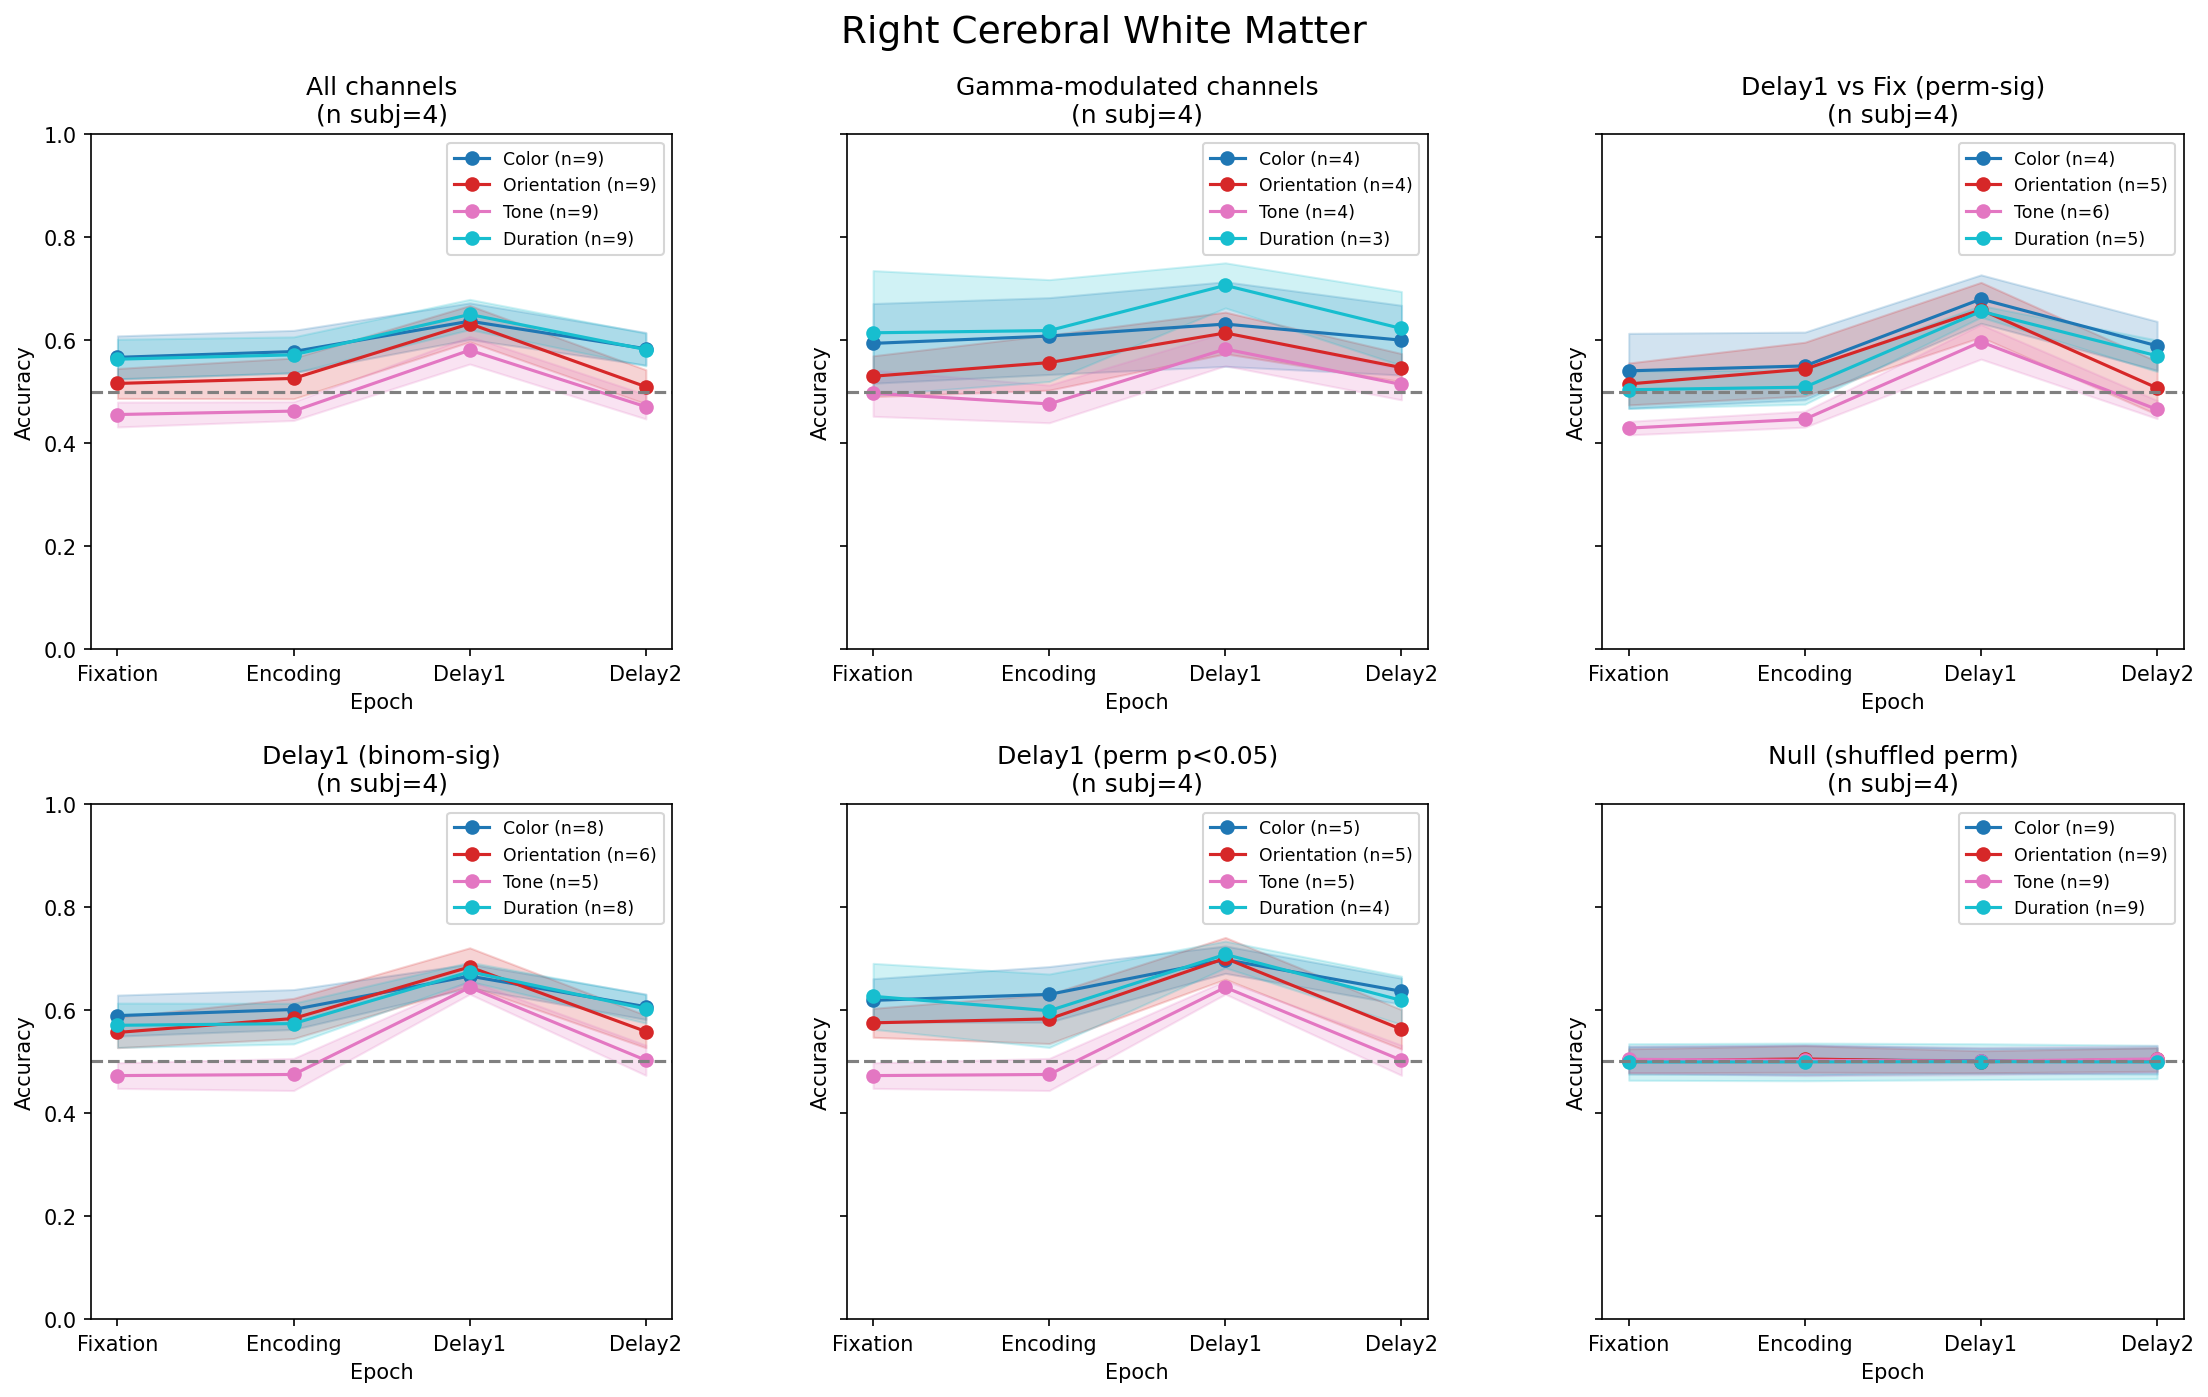 Right Cerebral White Matter
All channels
(n subj=4)
Accuracy
1.0
0.8
0.6
0.4
0.2
0.0
Color (n=9)
Orientation (n=9)
Tone (n=9)
Duration (n=9)
Fixation Encoding Delay1 Delay2
Epoch
Gamma-modulated channels
(n subj=4)
Accuracy
Color (n=4)
Orientation (n=4)
Tone (n=4)
Duration (n=3)
Fixation Encoding Delay1 Delay2
Epoch
Delay1 vs Fix (perm-sig)
(n subj=4)
Accuracy
Color (n=4)
Orientation (n=5)
Tone (n=6)
Duration (n=5)
Fixation Encoding Delay1 Delay2
Epoch
Delay1 (binom-sig)
(n subj=4)
Accuracy
1.0
0.8
0.6
0.4
0.2
0.0
Color (n=8)
Orientation (n=6)
Tone (n=5)
Duration (n=8)
Fixation Encoding Delay1 Delay2
Epoch
Delay1 (perm p<0.05)
(n subj=4)
Accuracy
Color (n=5)
Orientation (n=5)
Tone (n=5)
Duration (n=4)
Fixation Encoding Delay1 Delay2
Epoch
Null (shuffled perm)
(n subj=4)
Accuracy
Color (n=9)
Orientation (n=9)
Tone (n=9)
Duration (n=9)
Fixation Encoding Delay1 Delay2
Epoch